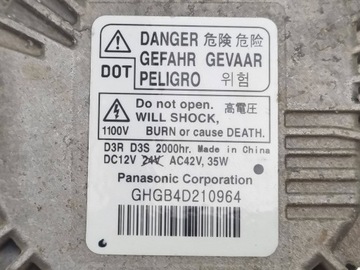 DANGER 危険 危险
DOT GEFAHR GEVAAR
PELIGRO 위험
Do not open. 高電圧
WILL SHOCK,
1100V BURN or cause DEATH.
D3R D3S 2000hr. Made in China
DC12V 24V AC42V, 35W
Panasonic Corporation
GHGB4D210964